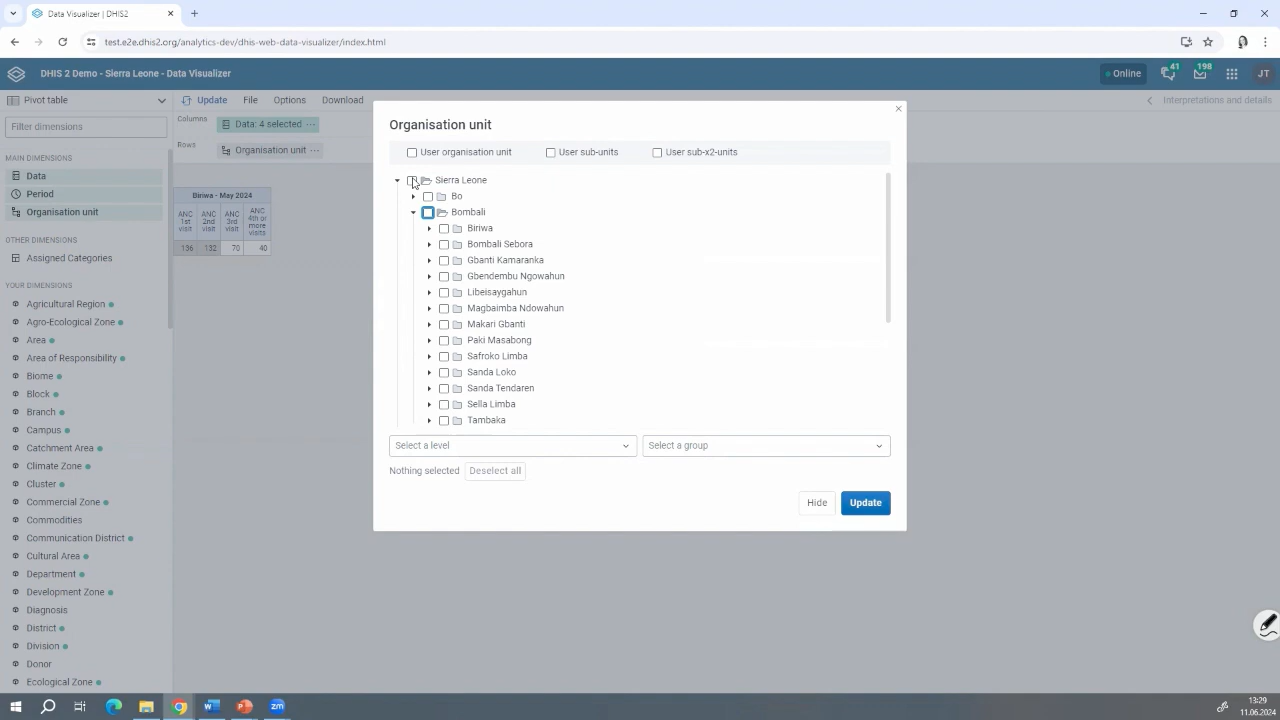 Data Visualizer | DHIS2
test.e2e.dhis2.org/analytics-dev/dhis-web-data-visualizer/index.html
DHIS 2 Demo - Sierra Leone - Data Visualizer
Online
41
198
JT
Pivot table
Update
File
Options
Download
Interpretations and details
Filter dimensions
Columns
Data: 4 selected
Rows
Organisation unit
MAIN DIMENSIONS
Data
Period
Organisation unit
OTHER DIMENSIONS
Assigned Categories
YOUR DIMENSIONS
Agricultural Region
Agro-Ecological Zone
Area
Area of Responsibility
Biome
Block
Branch
Campus
Catchment Area
Climate Zone
Cluster
Commercial Zone
Commodities
Communication District
Cultural Area
Department
Development Zone
Diagnosis
District
Division
Donor
Ecological Zone
Biriwa - May 2024
ANC 1st visit
ANC 2nd visit
ANC 3rd visit
ANC 4th or more visits
136
132
70
40
Organisation unit
User organisation unit
User sub-units
User sub-x2-units
Sierra Leone
Bo
Bombali
Biriwa
Bombali Sebora
Gbanti Kamaranka
Gbendembu Ngowahun
Libeisaygahun
Magbaimba Ndowahun
Makari Gbanti
Paki Masabong
Safroko Limba
Sanda Loko
Sanda Tendaren
Sella Limba
Tambaka
Select a level
Select a group
Nothing selected
Deselect all
Hide
Update
zm
13:29
11.06.2024